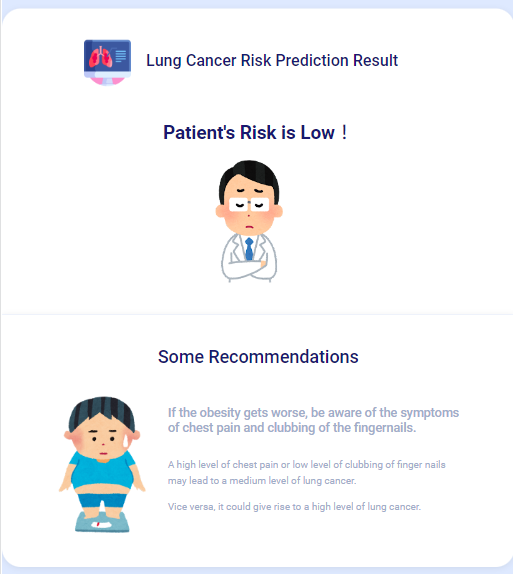 Lung Cancer Risk Prediction Result
Patient's Risk is Low！
Some Recommendations
If the obesity gets worse, be aware of the symptoms
of chest pain and clubbing of the fingernails.
A high level of chest pain or low level of clubbing of finger nails
may lead to a medium level of lung cancer.
Vice versa, it could give rise to a high level of lung cancer.